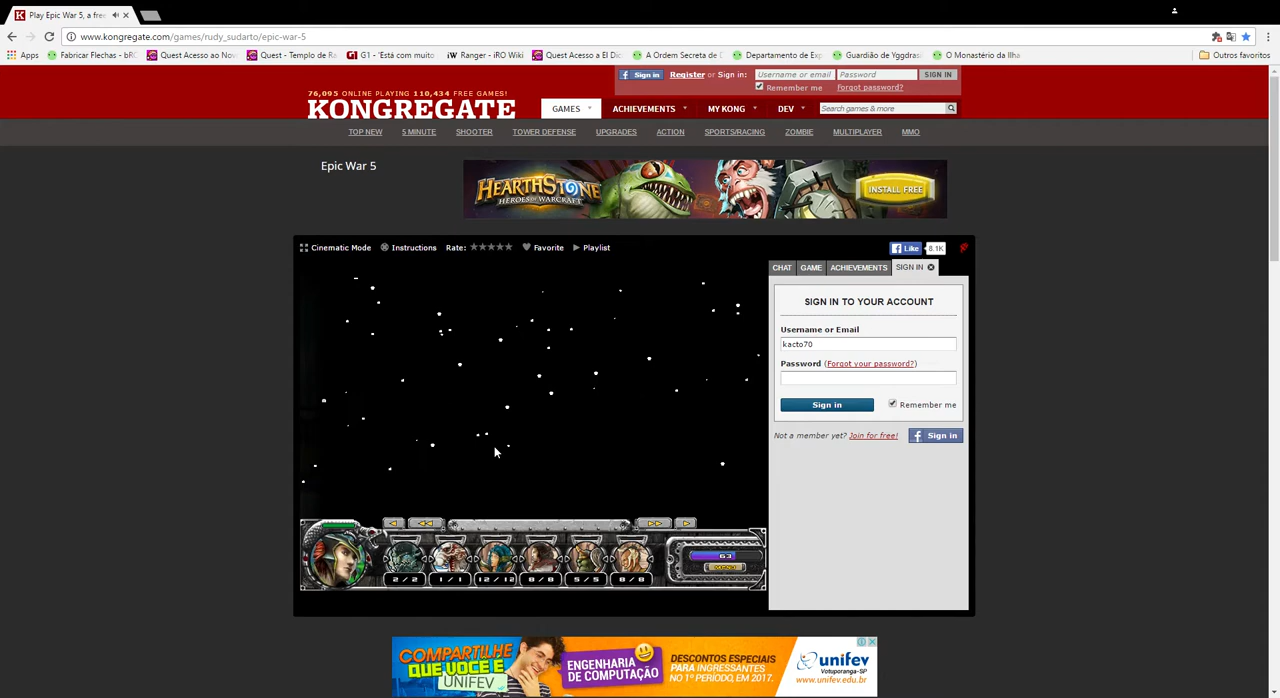 Play Epic War 5, a free
www.kongregate.com/games/rudy_sudarto/epic-war-5
Apps Fabricar Flechas - bRO Quest Acesso ao Nov Quest - Templo de Ra G1 - 'Está com muito Ranger - iRO Wiki Quest Acesso a El Dic A Ordem Secreta de Departamento de Exp Guardião de Yggdras O Monastério da Ilha Outros favoritos
Sign in Register or Sign in: Username or email Password SIGN IN
Remember me Forgot password?
76,095 ONLINE PLAYING 110,434 FREE GAMES!
KONGREGATE GAMES ACHIEVEMENTS MY KONG DEV Search games & more
TOP NEW 5 MINUTE SHOOTER TOWER DEFENSE UPGRADES ACTION SPORTS/RACING ZOMBIE MULTIPLAYER MMO
Epic War 5
HEARTHSTONE
HEROES OF WARCRAFT
INSTALL FREE
Cinematic Mode Instructions Rate: Favorite Playlist Like 8.1K
CHAT GAME ACHIEVEMENTS SIGN IN
SIGN IN TO YOUR ACCOUNT
Username or Email
kacto70
Password (Forgot your password?)
Sign in Remember me
Not a member yet? Join for free! Sign in
63
MENU
2/2 1/1 12/12 8/8 5/5 8/8
COMPARTILHE
QUE VOCÊ É
UNIFEV
ENGENHARIA
DE COMPUTAÇÃO
DESCONTOS ESPECIAIS
PARA INGRESSANTES
NO 1º PERÍODO, EM 2017.
unifev
Votuporanga-SP
www.unifev.edu.br